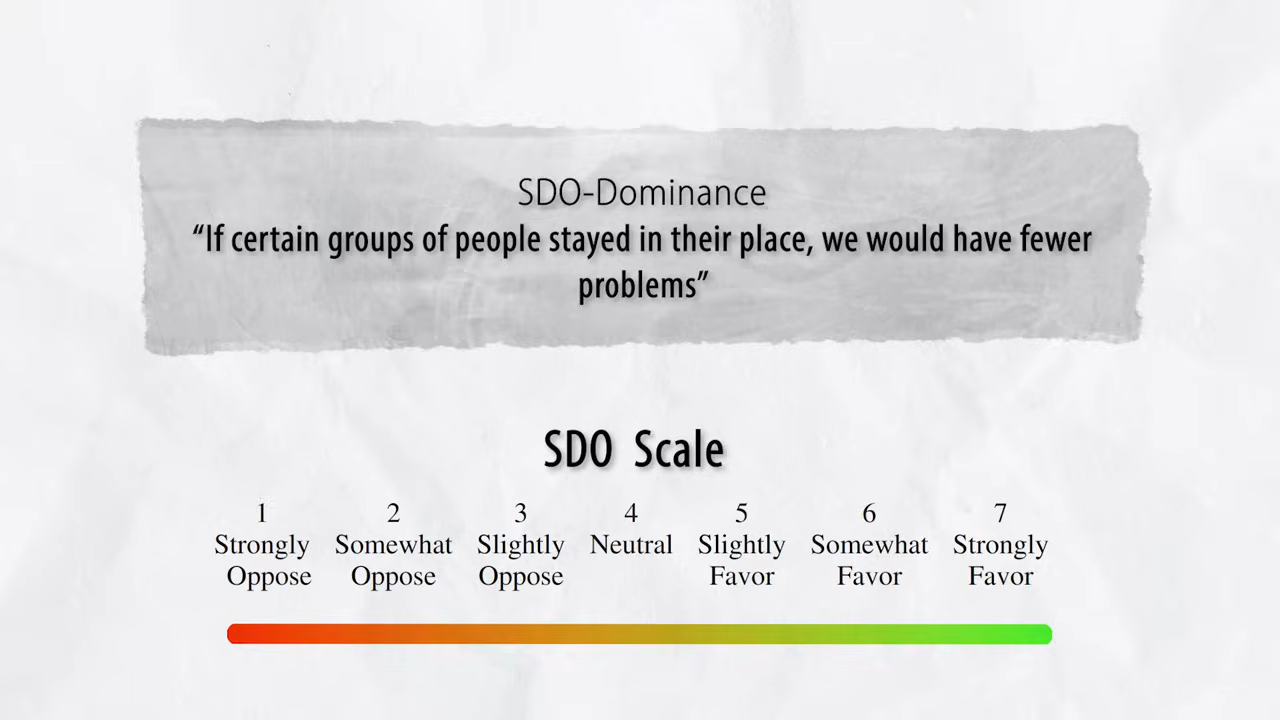 SDO-Dominance
“If certain groups of people stayed in their place, we would have fewer
problems”
SDO Scale
1 2 3 4 5 6 7
Strongly Somewhat Slightly Neutral Slightly Somewhat Strongly
Oppose Oppose Oppose Favor Favor Favor